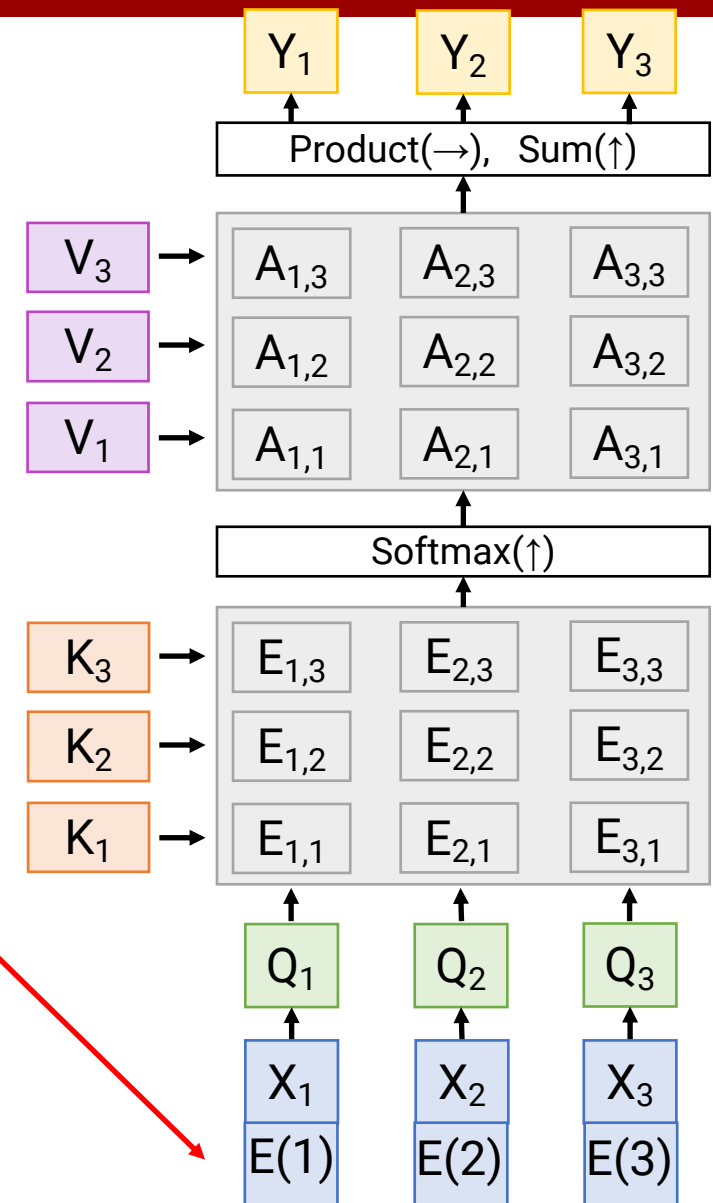 Y₁ Y₂ Y₃
Product(→), Sum(↑)
V₃ A₁,₃ A₂,₃ A₃,₃
V₂ A₁,₂ A₂,₂ A₃,₂
V₁ A₁,₁ A₂,₁ A₃,₁
Softmax(↑)
K₃ E₁,₃ E₂,₃ E₃,₃
K₂ E₁,₂ E₂,₂ E₃,₂
K₁ E₁,₁ E₂,₁ E₃,₁
Q₁ Q₂ Q₃
X₁ X₂ X₃
E(1) E(2) E(3)